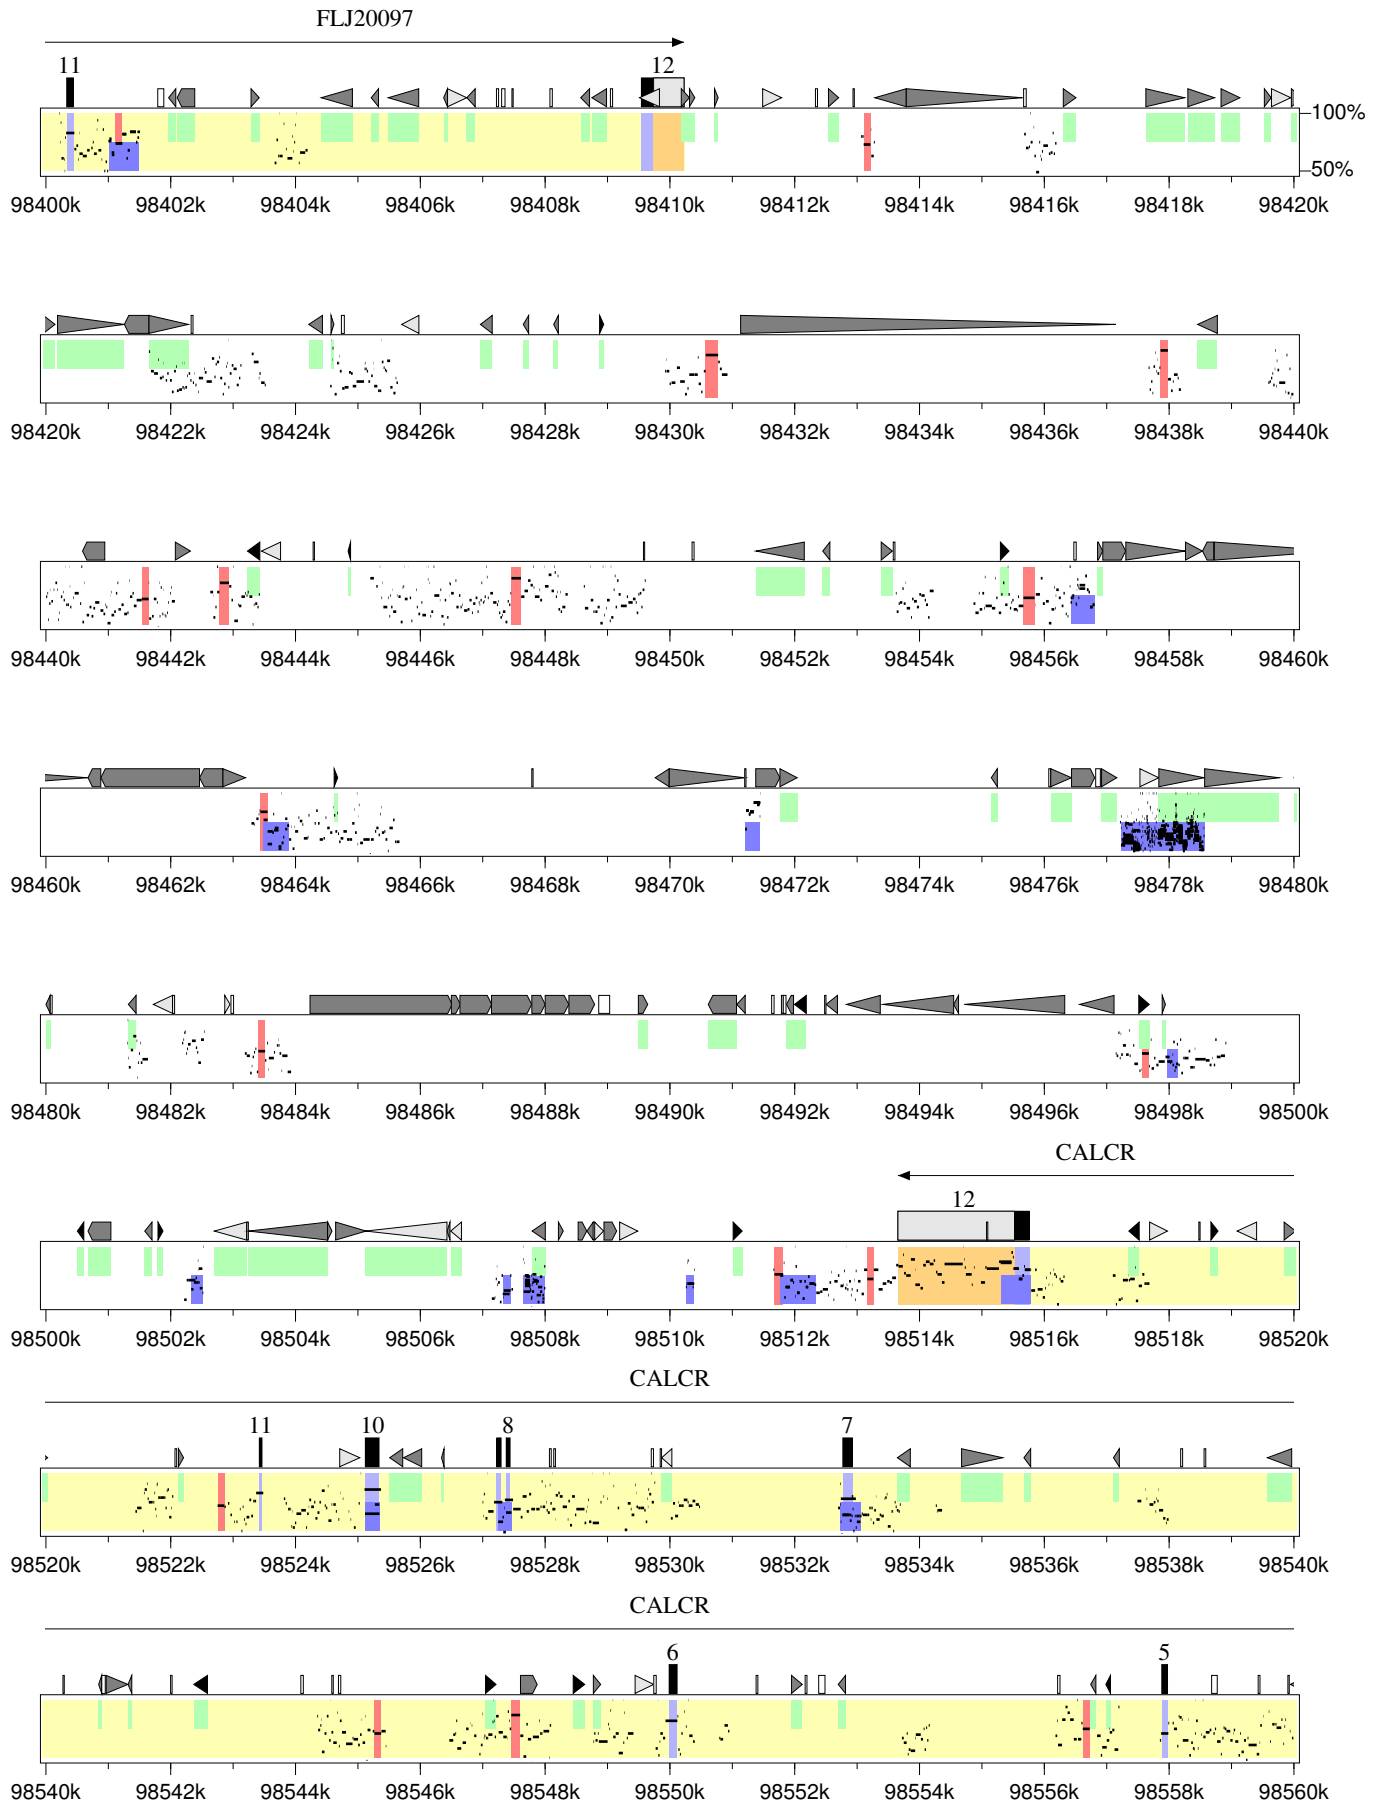 FLJ20097
11 12
100%
50%
98400k 98402k 98404k 98406k 98408k 98410k 98412k 98414k 98416k 98418k 98420k
98420k 98422k 98424k 98426k 98428k 98430k 98432k 98434k 98436k 98438k 98440k
98440k 98442k 98444k 98446k 98448k 98450k 98452k 98454k 98456k 98458k 98460k
98460k 98462k 98464k 98466k 98468k 98470k 98472k 98474k 98476k 98478k 98480k
98480k 98482k 98484k 98486k 98488k 98490k 98492k 98494k 98496k 98498k 98500k
CALCR
12
98500k 98502k 98504k 98506k 98508k 98510k 98512k 98514k 98516k 98518k 98520k
CALCR
11 10 8 7
98520k 98522k 98524k 98526k 98528k 98530k 98532k 98534k 98536k 98538k 98540k
CALCR
6 5
98540k 98542k 98544k 98546k 98548k 98550k 98552k 98554k 98556k 98558k 98560k